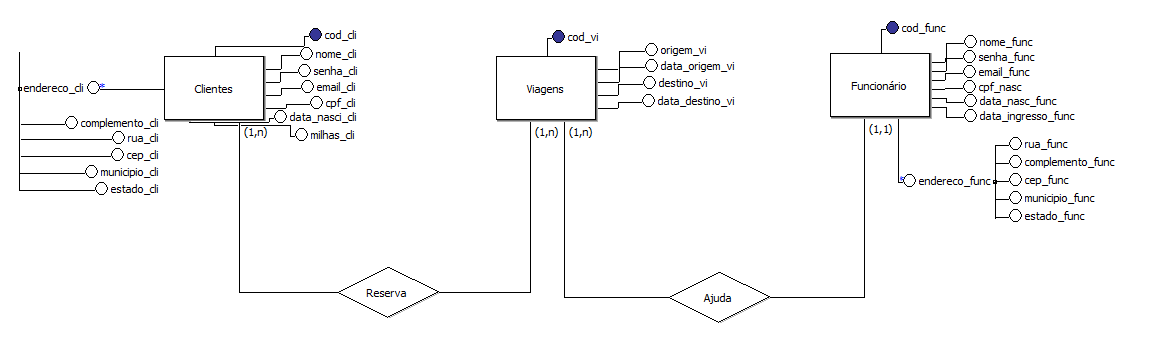 Clientes
cod_cli
nome_cli
senha_cli
email_cli
cpf_cli
data_nasci_cli
milhas_cli
endereco_cli
*
complemento_cli
rua_cli
cep_cli
municipio_cli
estado_cli
(1,n)
Reserva
(1,n)
Viagens
cod_vi
origem_vi
data_origem_vi
destino_vi
data_destino_vi
(1,n)
Ajuda
(1,1)
Funcionário
cod_func
nome_func
senha_func
email_func
cpf_nasc
data_nasc_func
data_ingresso_func
*
endereco_func
rua_func
complemento_func
cep_func
municipio_func
estado_func